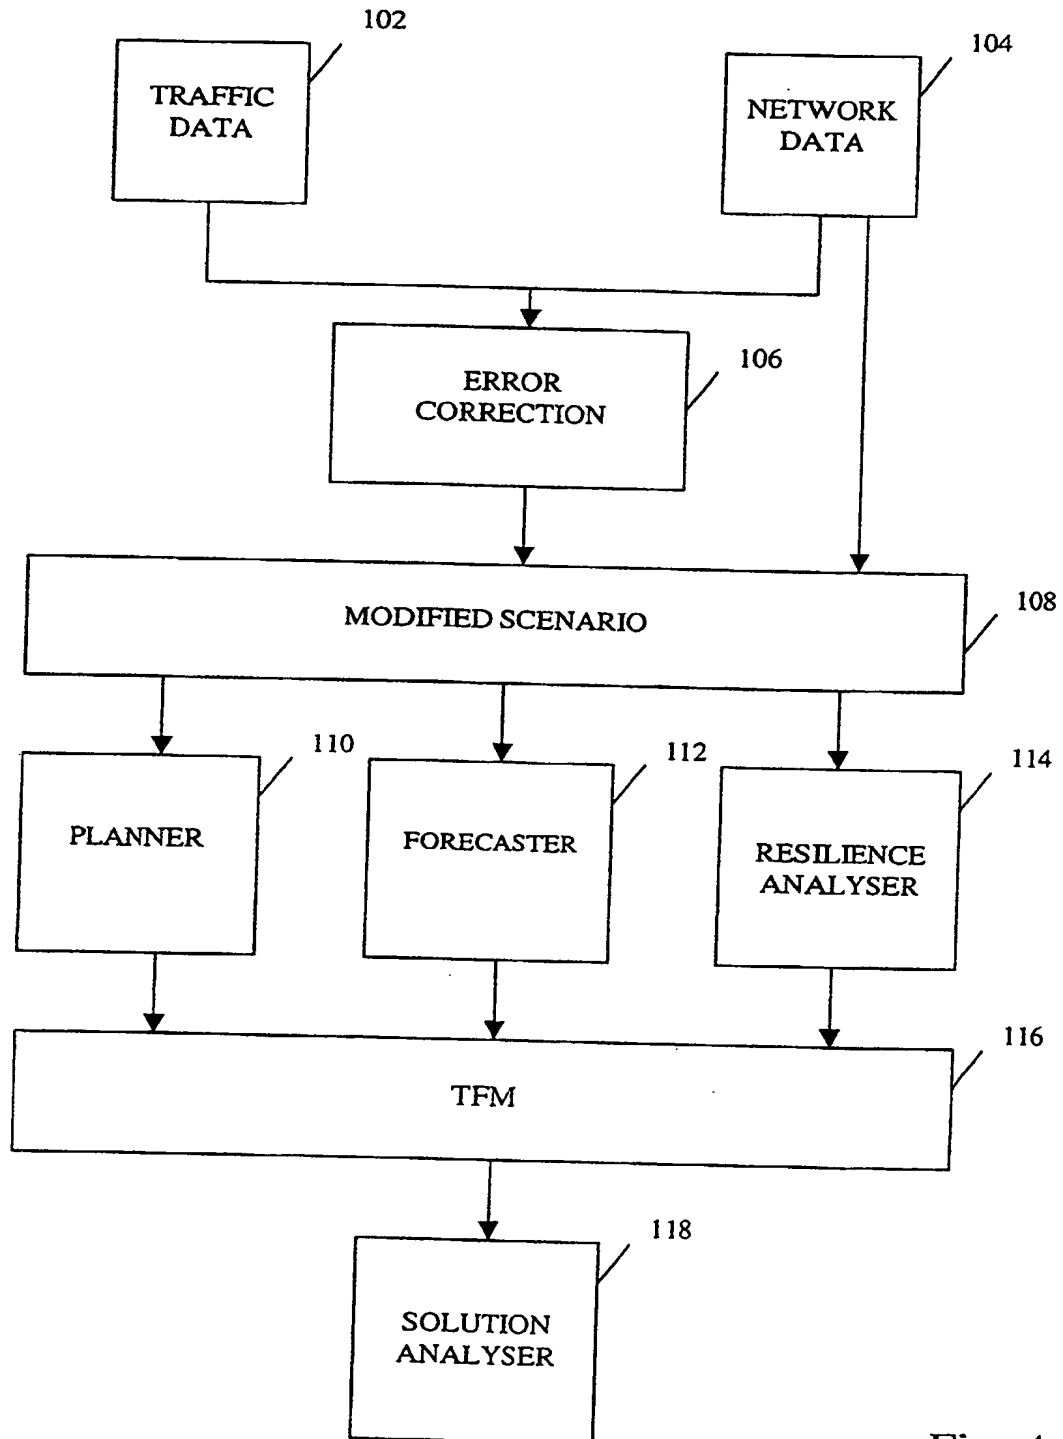 102
104
TRAFFIC
DATA
NETWORK
DATA
106
ERROR
CORRECTION
108
MODIFIED SCENARIO
110
112
114
PLANNER
FORECASTER
RESILIENCE
ANALYSER
116
TFM
118
SOLUTION
ANALYSER